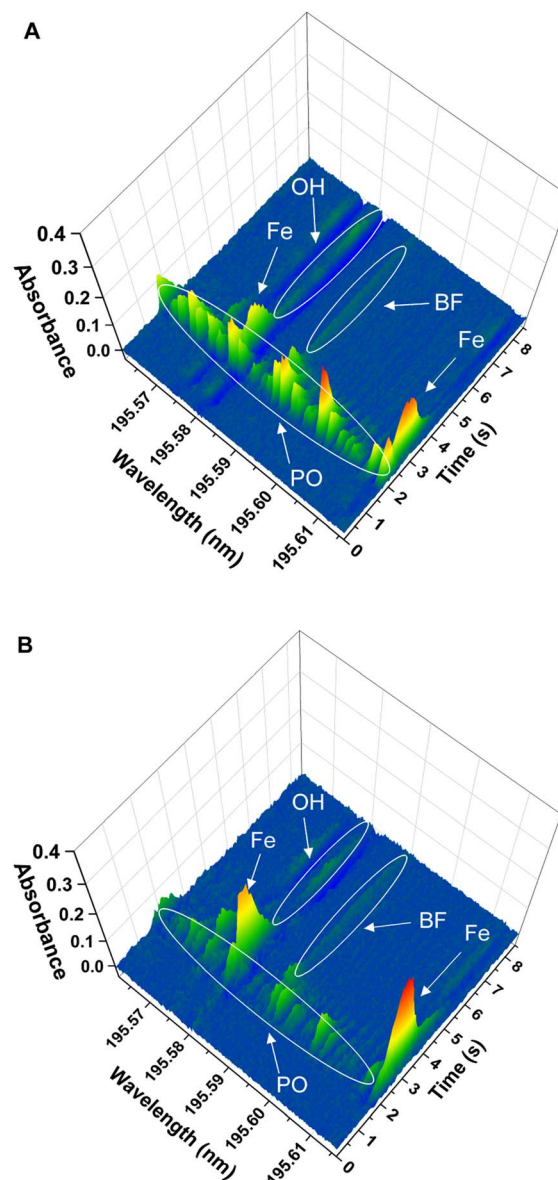 A
OH
Fe
BF
Fe
PO
0.4
0.3
0.2
0.1
0.0
Absorbance
195.57
195.58
195.59
195.60
195.61
Wavelength (nm)
0
1
2
3
4
5
6
7
8
Time (s)
B
OH
Fe
BF
Fe
PO
0.4
0.3
0.2
0.1
0.0
Absorbance
195.57
195.58
195.59
195.60
195.61
Wavelength (nm)
0
1
2
3
4
5
6
7
8
Time (s)